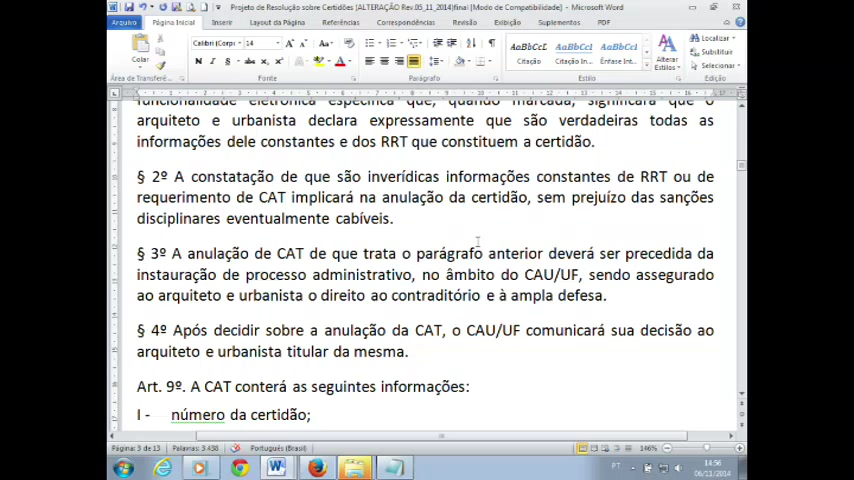 Projeto de Resolução sobre Certidões (ALTERAÇÃO Rev.05_11_2014)final [Modo de Compatibilidade] - Microsoft Word
Arquivo Página Inicial Inserir Layout da Página Referências Correspondências Revisão Exibição Suplementos PDF
Colar
Calibri (Corpo) 14
AaBbCcDc AaBbCcDc AaBbCcDc
Citação Citação In... Ênfase Int...
Alterar Estilos
Localizar
Substituir
Selecionar
Área de Transferê... Fonte Parágrafo Estilo Edição
funcionalidade eletrônica específica que, quando marcada, significará que o
arquiteto e urbanista declara expressamente que são verdadeiras todas as
informações dele constantes e dos RRT que constituem a certidão.
§ 2º A constatação de que são inverídicas informações constantes de RRT ou de
requerimento de CAT implicará na anulação da certidão, sem prejuízo das sanções
disciplinares eventualmente cabíveis.
§ 3º A anulação de CAT de que trata o parágrafo anterior deverá ser precedida da
instauração de processo administrativo, no âmbito do CAU/UF, sendo assegurado
ao arquiteto e urbanista o direito ao contraditório e à ampla defesa.
§ 4º Após decidir sobre a anulação da CAT, o CAU/UF comunicará sua decisão ao
arquiteto e urbanista titular da mesma.
Art. 9º. A CAT conterá as seguintes informações:
I - número da certidão;
Página: 3 de 13 Palavras: 3.438 Português (Brasil) 146%
PT 14:56
06/11/2014